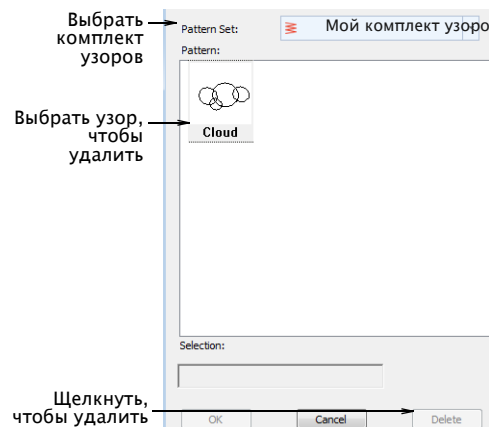 Выбрать
комплект
узоров
Pattern Set:
Мой комплект узоро
Pattern:
Выбрать узор,
чтобы
удалить
Cloud
Selection:
Щелкнуть,
чтобы удалить
OK
Cancel
Delete